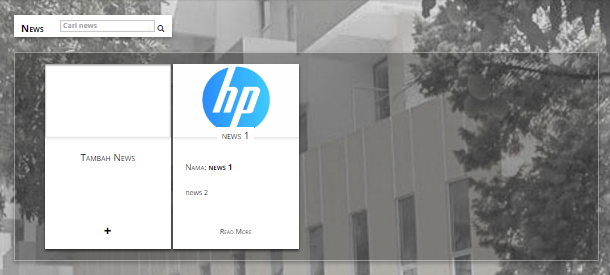 News
Cari news
hp
Tambah News
+
news 1
Nama: news 1
news 2
Read More